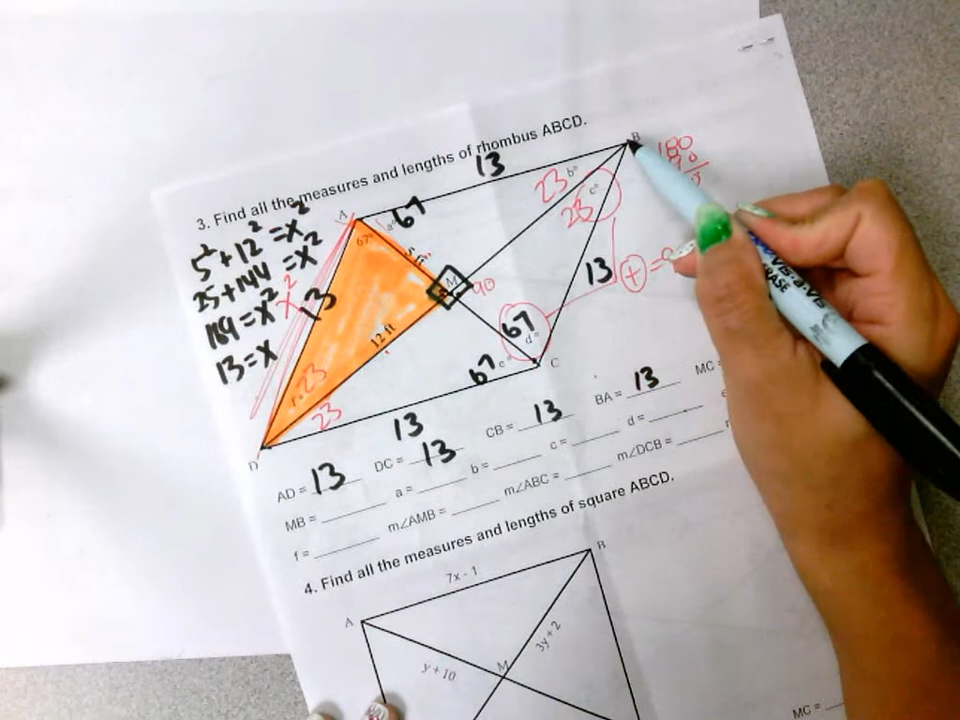 3. Find all the measures and lengths of rhombus ABCD.
5² + 12² = x²
25 + 144 = x²
169 = x²
x²
13 = x
A
67
a°
67°
13
B
180
90
23
b°
23
c°
5 ft
M
90
13
13
+ =
12 ft
67
d°
67
e°
C
23
23
D
13
AD = 13 DC = 13 CB = 13 BA = 13 MC =
MB = a = b = c = d =
f = m∠AMB = m∠ABC = m∠DCB =
4. Find all the measures and lengths of square ABCD.
A
7x - 1
B
y + 10
M
3y + 2
MC =